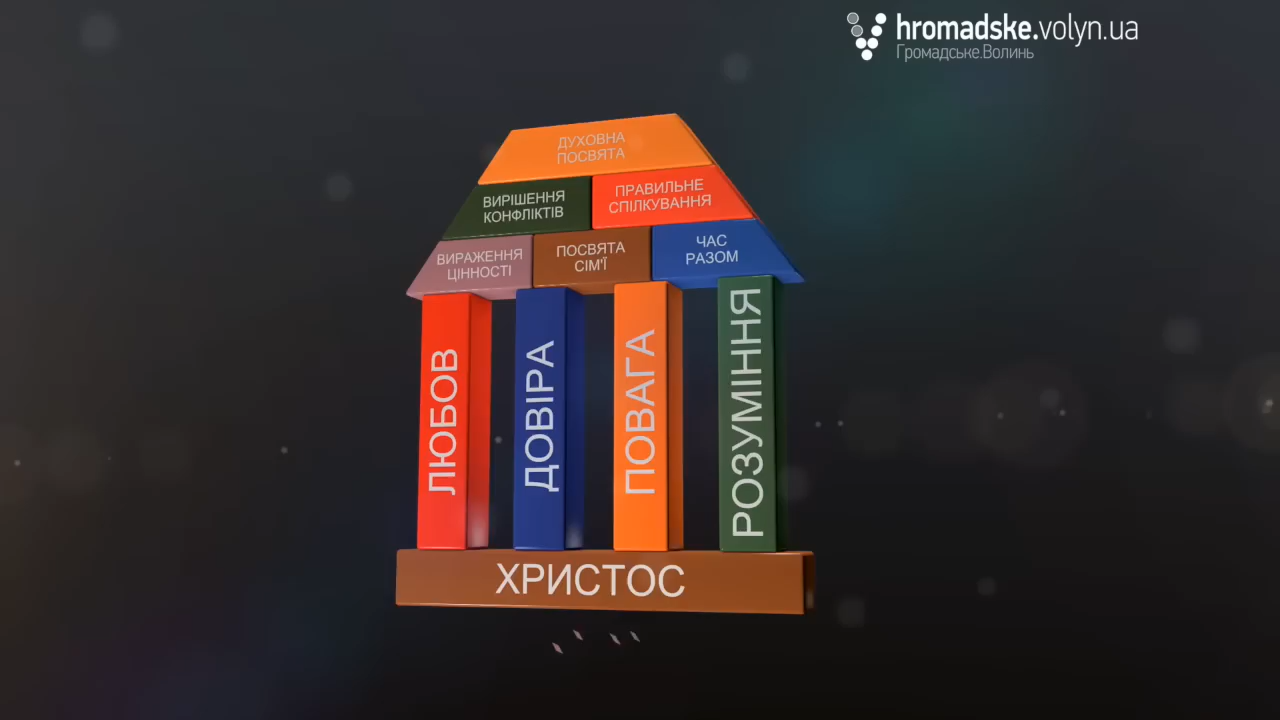 hromadske.volyn.ua
Громадське.Волинь
ДУХОВНА
ПОСВЯТА
ВИРІШЕННЯ
КОНФЛІКТІВ
ПРАВИЛЬНЕ
СПІЛКУВАННЯ
ВИРАЖЕННЯ
ЦІННОСТІ
ПОСВЯТА
СІМ'Ї
ЧАС
РАЗОМ
ЛЮБОВ
ДОВІРА
ПОВАГА
РОЗУМІННЯ
ХРИСТОС